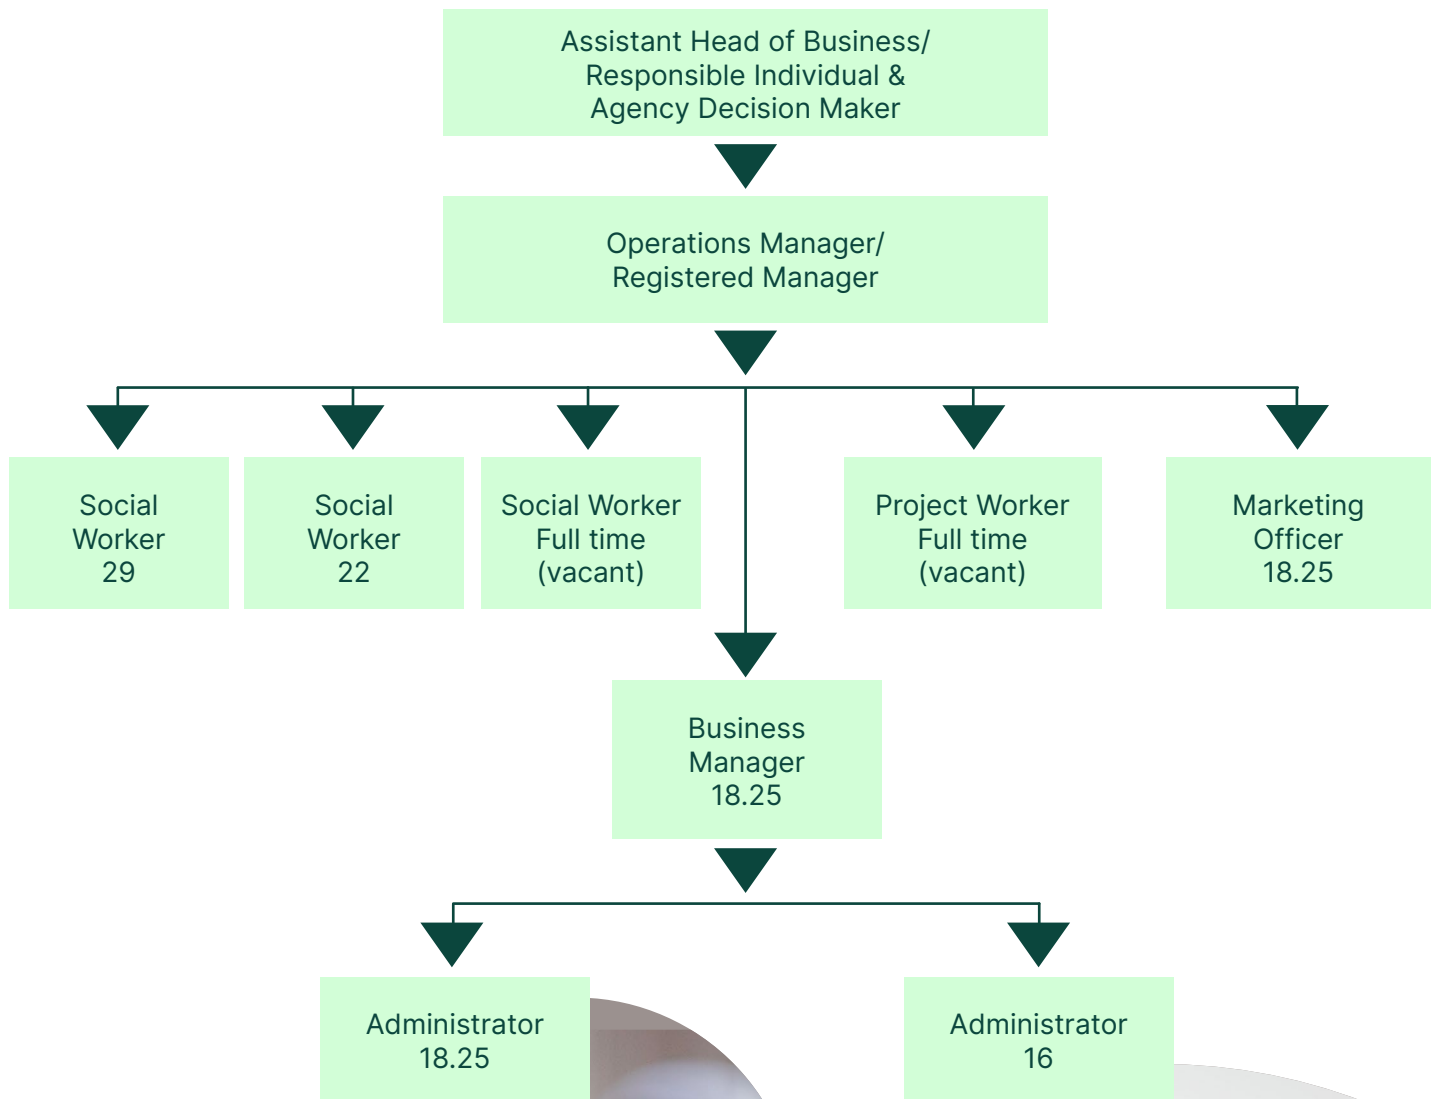 Assistant Head of Business/
Responsible Individual &
Agency Decision Maker
Operations Manager/
Registered Manager
Social
Worker
29
Social
Worker
22
Social Worker
Full time
(vacant)
Project Worker
Full time
(vacant)
Marketing
Officer
18.25
Business
Manager
18.25
Administrator
18.25
Administrator
16